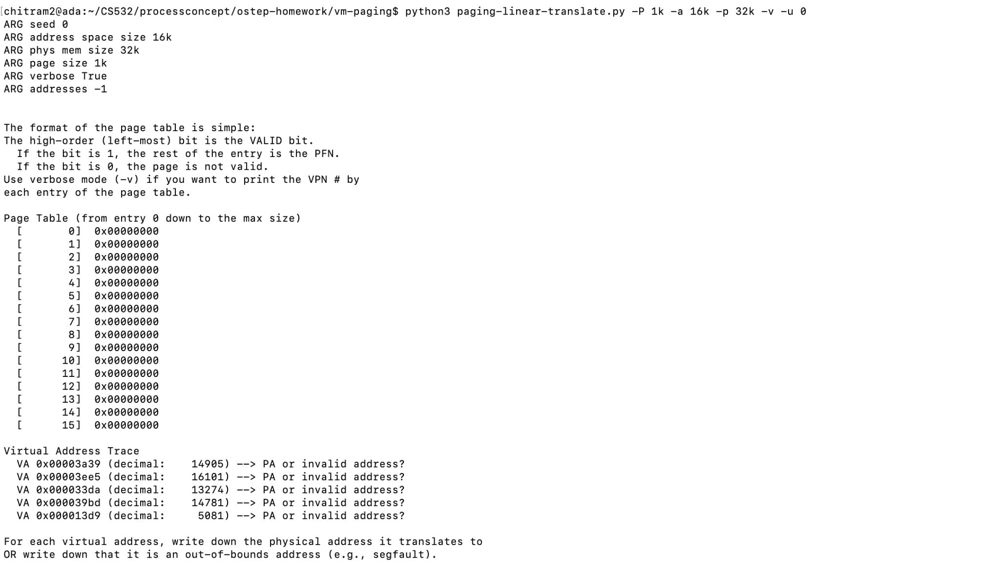 [chitram2@ada:~/CS532/processconcept/ostep-homework/vm-paging$ python3 paging-linear-translate.py -P 1k -a 16k -p 32k -v -u 0
ARG seed 0
ARG address space size 16k
ARG phys mem size 32k
ARG page size 1k
ARG verbose True
ARG addresses -1
The format of the page table is simple:
The high-order (left-most) bit is the VALID bit.
  If the bit is 1, the rest of the entry is the PFN.
  If the bit is 0, the page is not valid.
Use verbose mode (-v) if you want to print the VPN # by
each entry of the page table.
Page Table (from entry 0 down to the max size)
  [       0]  0x00000000
  [       1]  0x00000000
  [       2]  0x00000000
  [       3]  0x00000000
  [       4]  0x00000000
  [       5]  0x00000000
  [       6]  0x00000000
  [       7]  0x00000000
  [       8]  0x00000000
  [       9]  0x00000000
  [      10]  0x00000000
  [      11]  0x00000000
  [      12]  0x00000000
  [      13]  0x00000000
  [      14]  0x00000000
  [      15]  0x00000000
Virtual Address Trace
  VA 0x00003a39 (decimal:    14905) --> PA or invalid address?
  VA 0x00003ee5 (decimal:    16101) --> PA or invalid address?
  VA 0x000033da (decimal:    13274) --> PA or invalid address?
  VA 0x000039bd (decimal:    14781) --> PA or invalid address?
  VA 0x000013d9 (decimal:     5081) --> PA or invalid address?
For each virtual address, write down the physical address it translates to
OR write down that it is an out-of-bounds address (e.g., segfault).